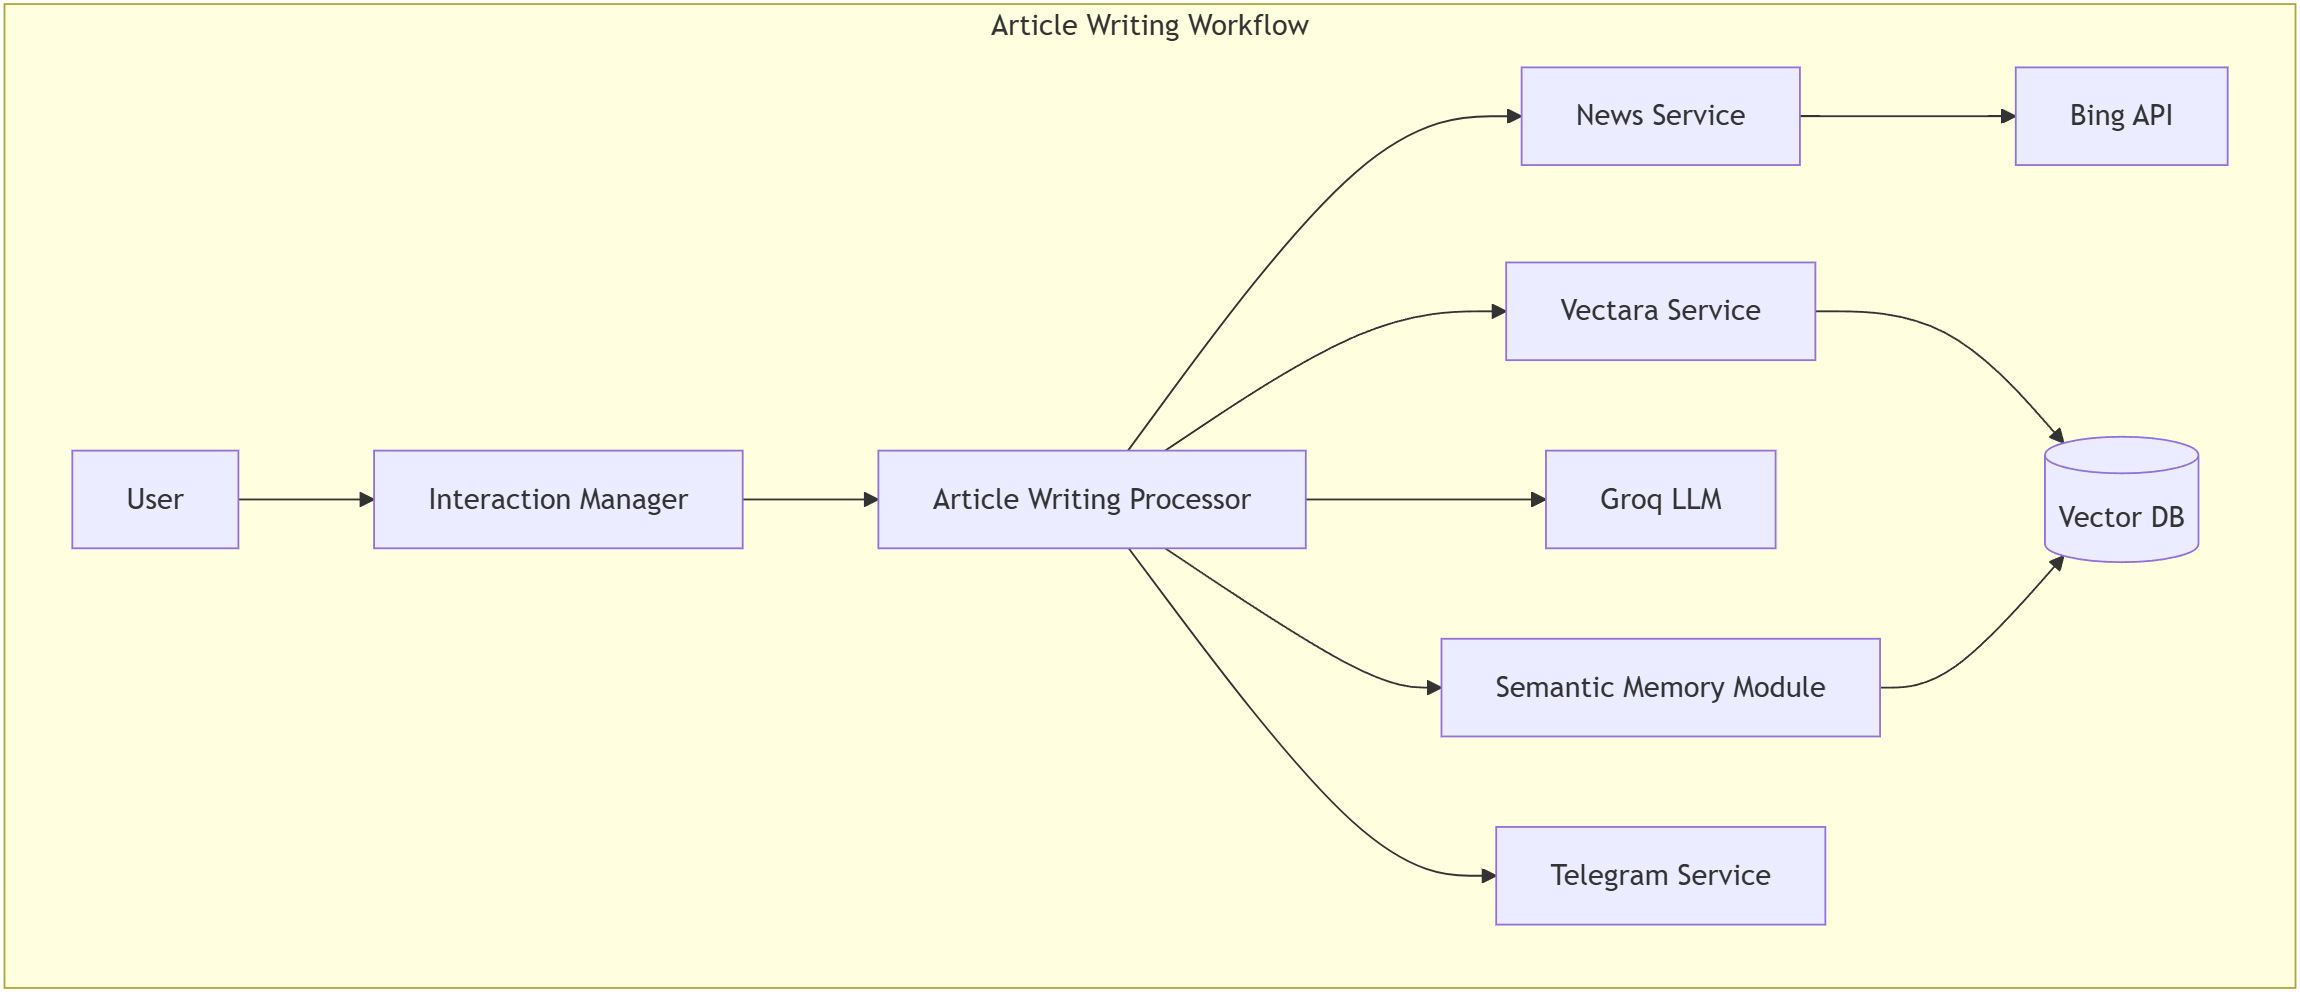 Article Writing Workflow
News Service
Bing API
Vectara Service
User
Interaction Manager
Article Writing Processor
Groq LLM
Vector DB
Semantic Memory Module
Telegram Service